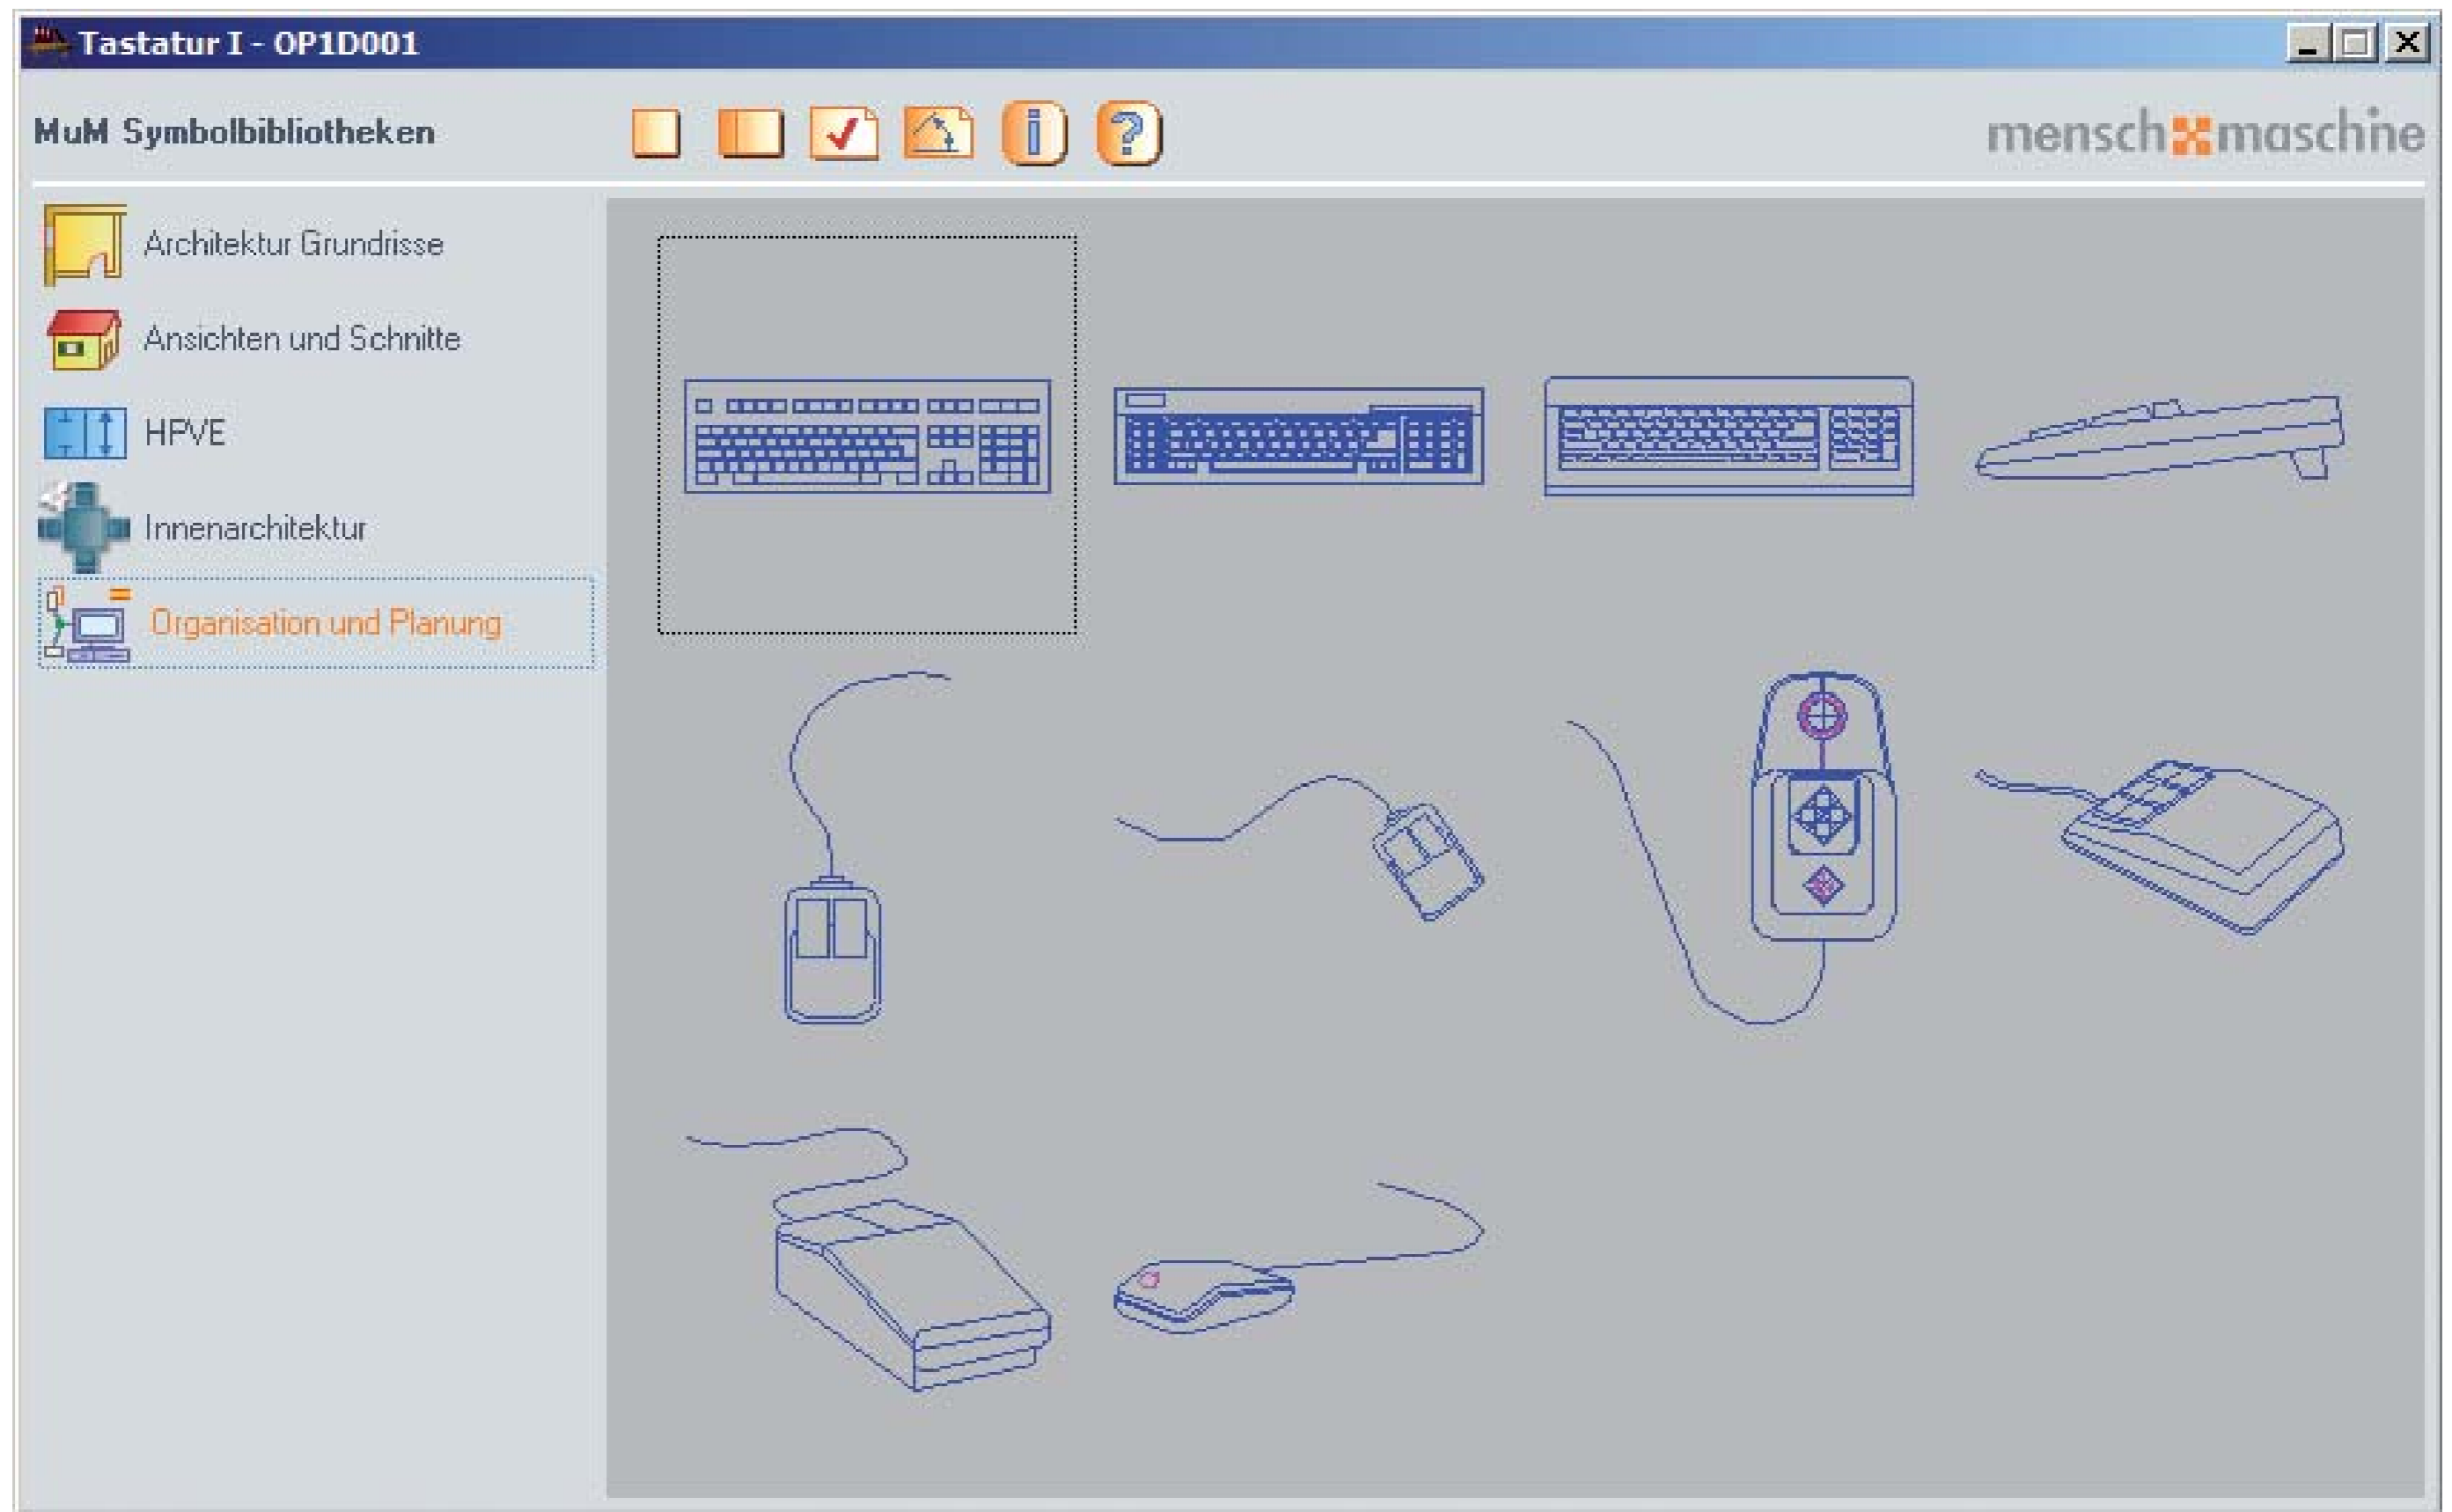 Tastatur I - OP1D001
MuM Symbolbibliotheken
i ?
mensch maschine
Architektur Grundrisse
Ansichten und Schnitte
HPVE
Innenarchitektur
Organisation und Planung